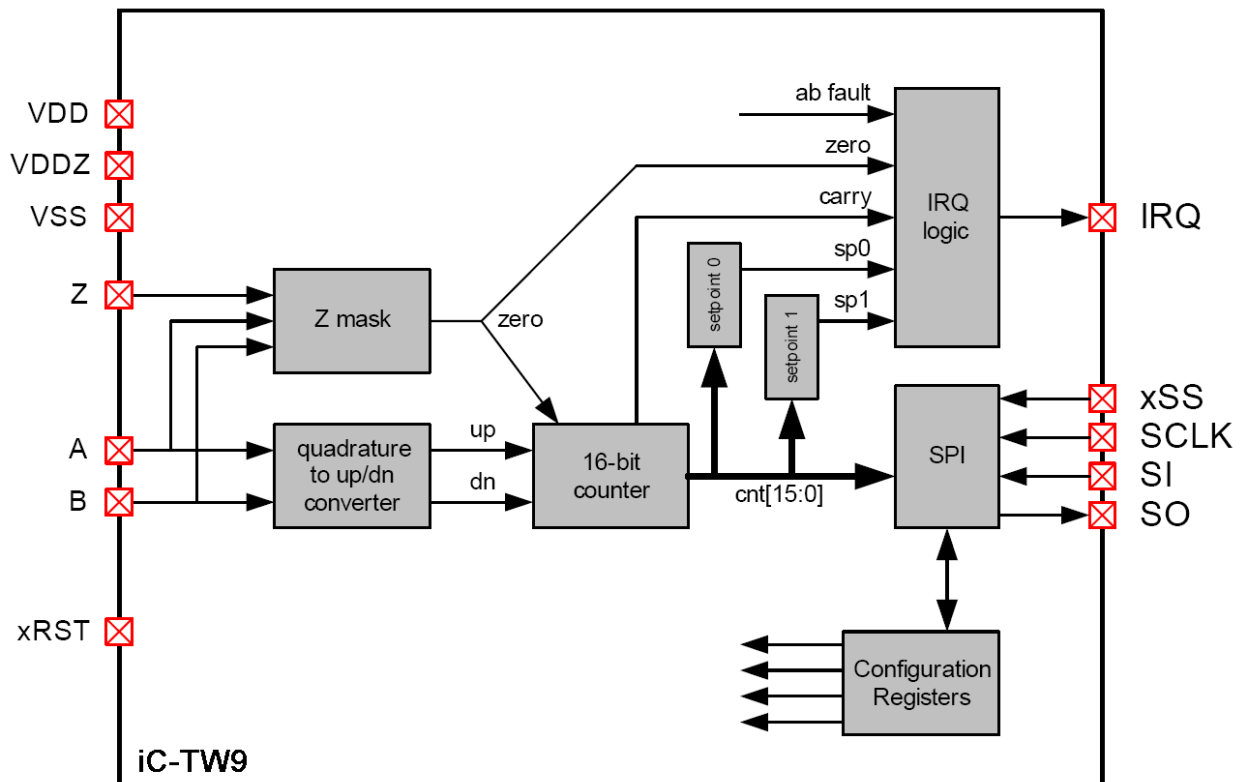 VDD
VDDZ
VSS
Z
A
B
xRST
Z mask
zero
quadrature
to up/dn
converter
up
dn
16-bit
counter
cnt[15:0]
setpoint 0
setpoint 1
ab fault
zero
carry
sp0
sp1
IRQ
logic
IRQ
SPI
xSS
SCLK
SI
SO
Configuration
Registers
iC-TW9